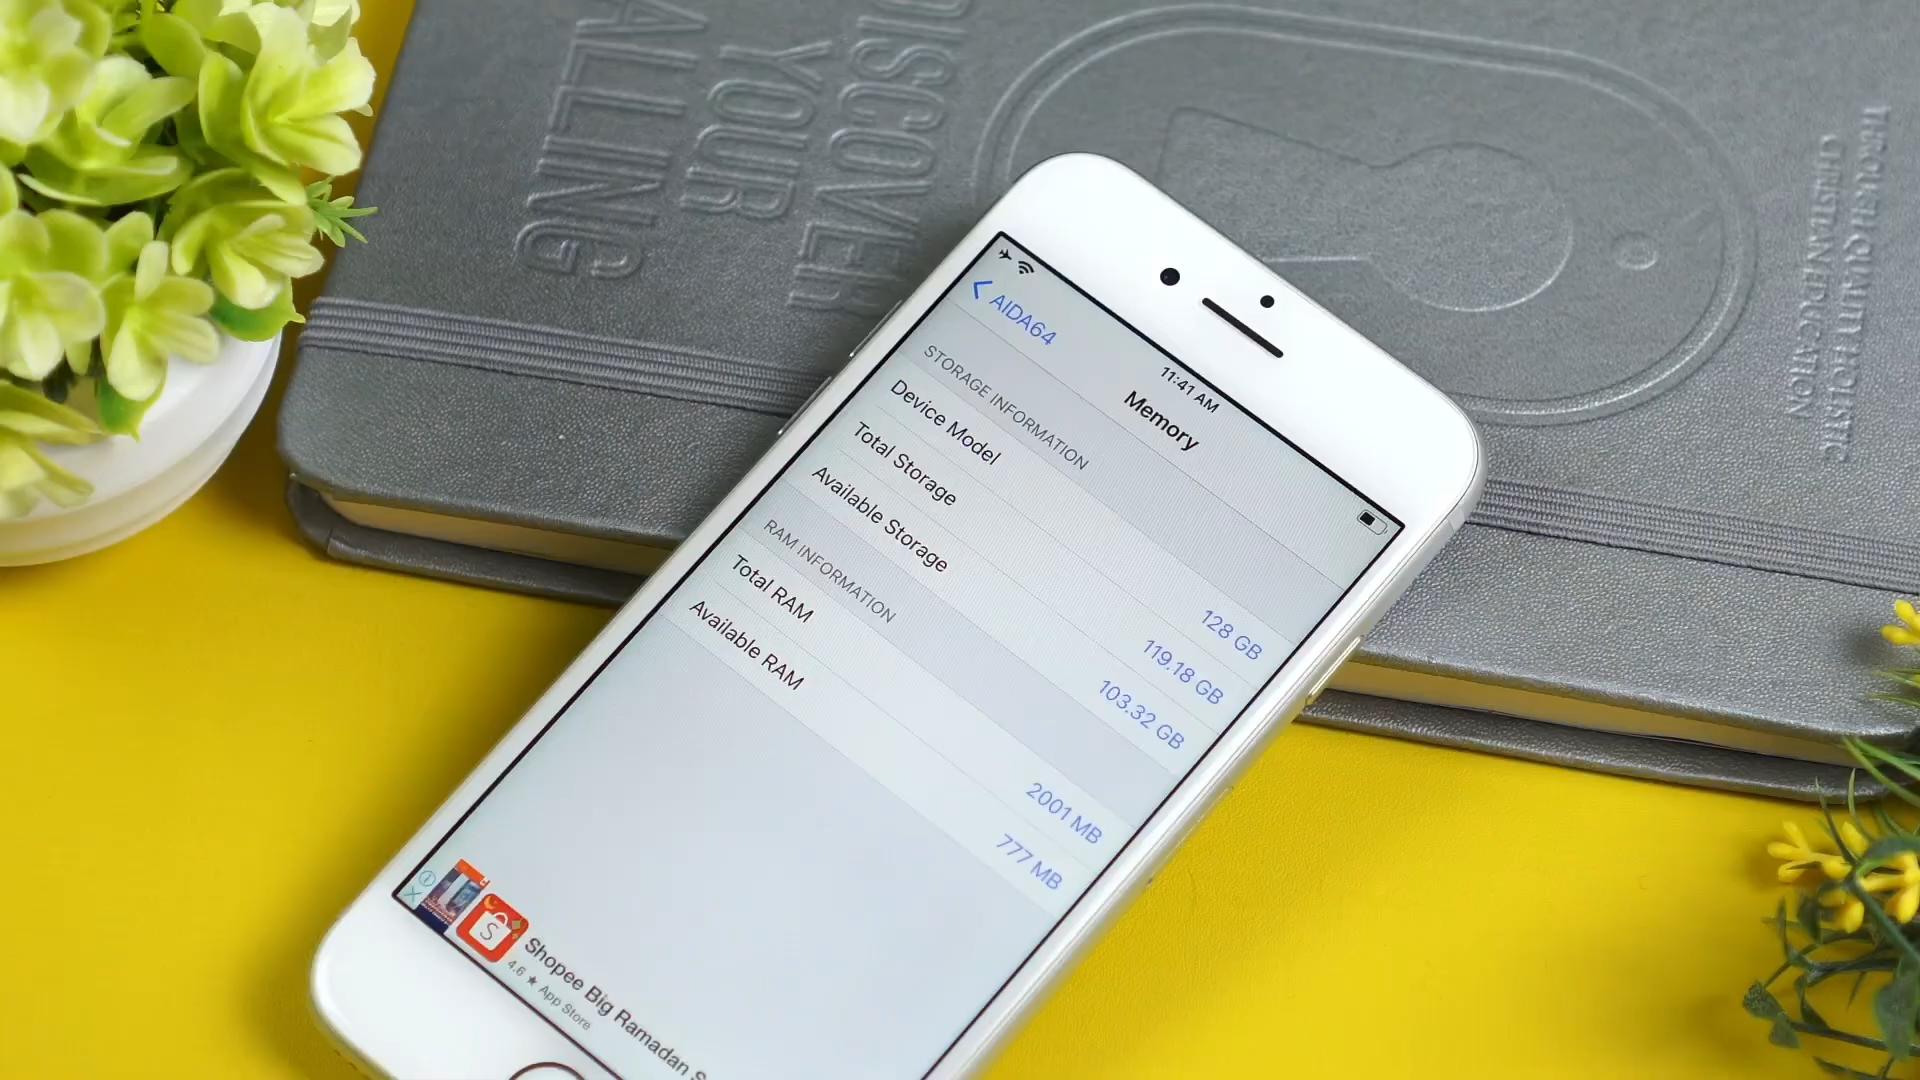 DISCOVER
YOUR
ALLING
THROUGH QUALITY HOLISTIC
CHRISTIAN EDUCATION
AIDA64
11:41 AM
Memory
STORAGE INFORMATION
Device Model 128 GB
Total Storage 119.18 GB
Available Storage 103.32 GB
RAM INFORMATION
Total RAM 2001 MB
Available RAM 777 MB
Shopee Big Ramadan S
4.6 ★ App Store